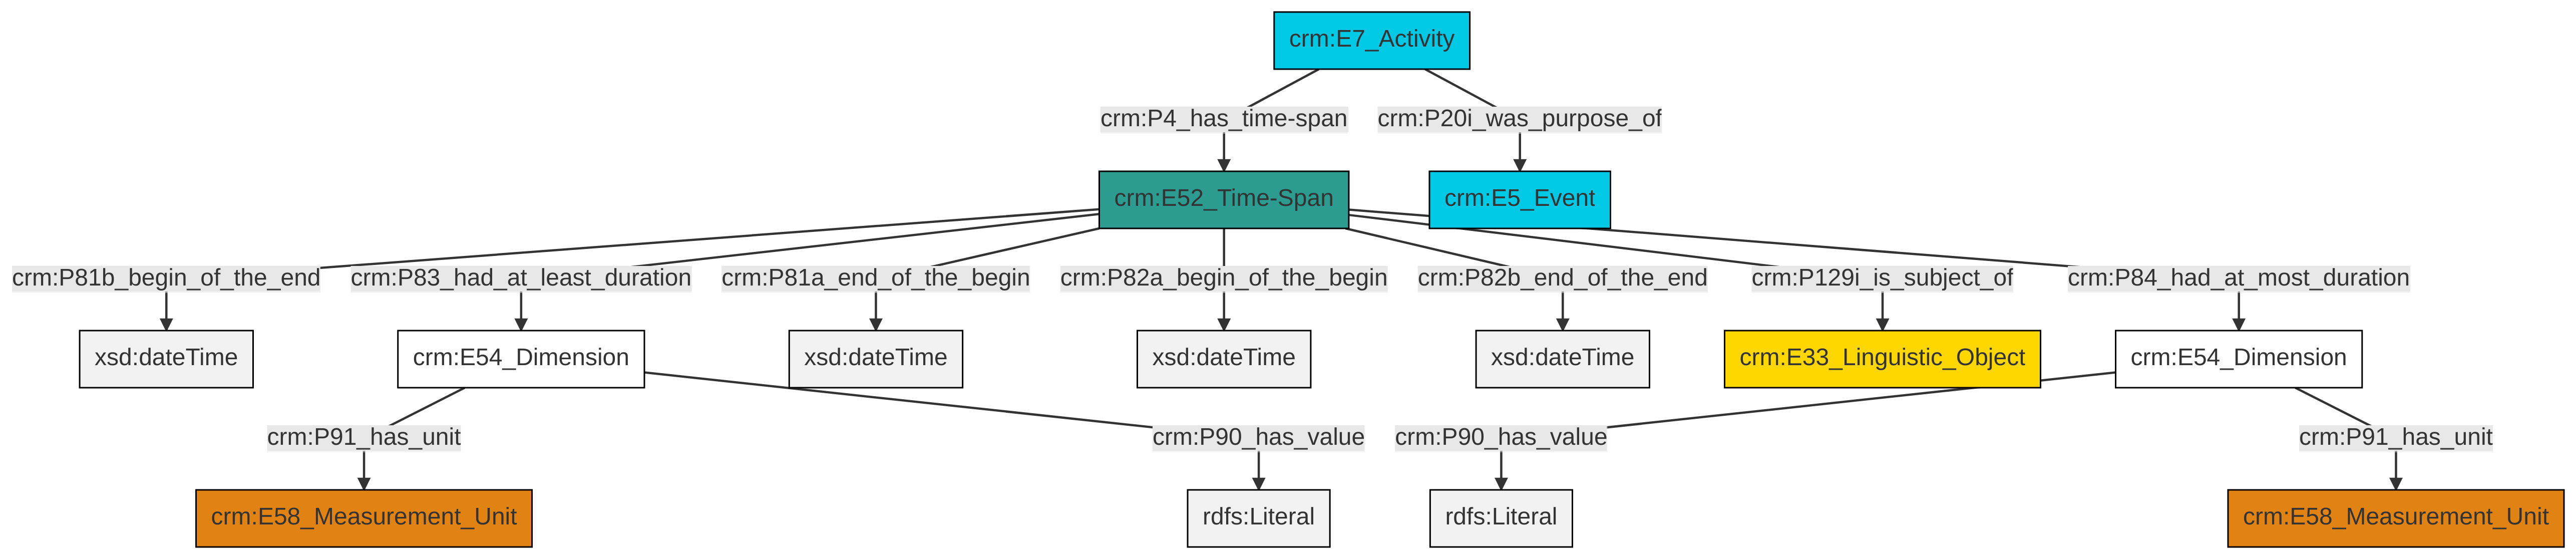 crm:E7_Activity
crm:P4_has_time-span
crm:P20i_was_purpose_of
crm:E52_Time-Span
crm:E5_Event
crm:P81b_begin_of_the_end
crm:P83_had_at_least_duration
crm:P81a_end_of_the_begin
crm:P82a_begin_of_the_begin
crm:P82b_end_of_the_end
crm:P129i_is_subject_of
crm:P84_had_at_most_duration
xsd:dateTime
crm:E54_Dimension
xsd:dateTime
xsd:dateTime
xsd:dateTime
crm:E33_Linguistic_Object
crm:E54_Dimension
crm:P91_has_unit
crm:P90_has_value
crm:P90_has_value
crm:P91_has_unit
crm:E58_Measurement_Unit
rdfs:Literal
rdfs:Literal
crm:E58_Measurement_Unit